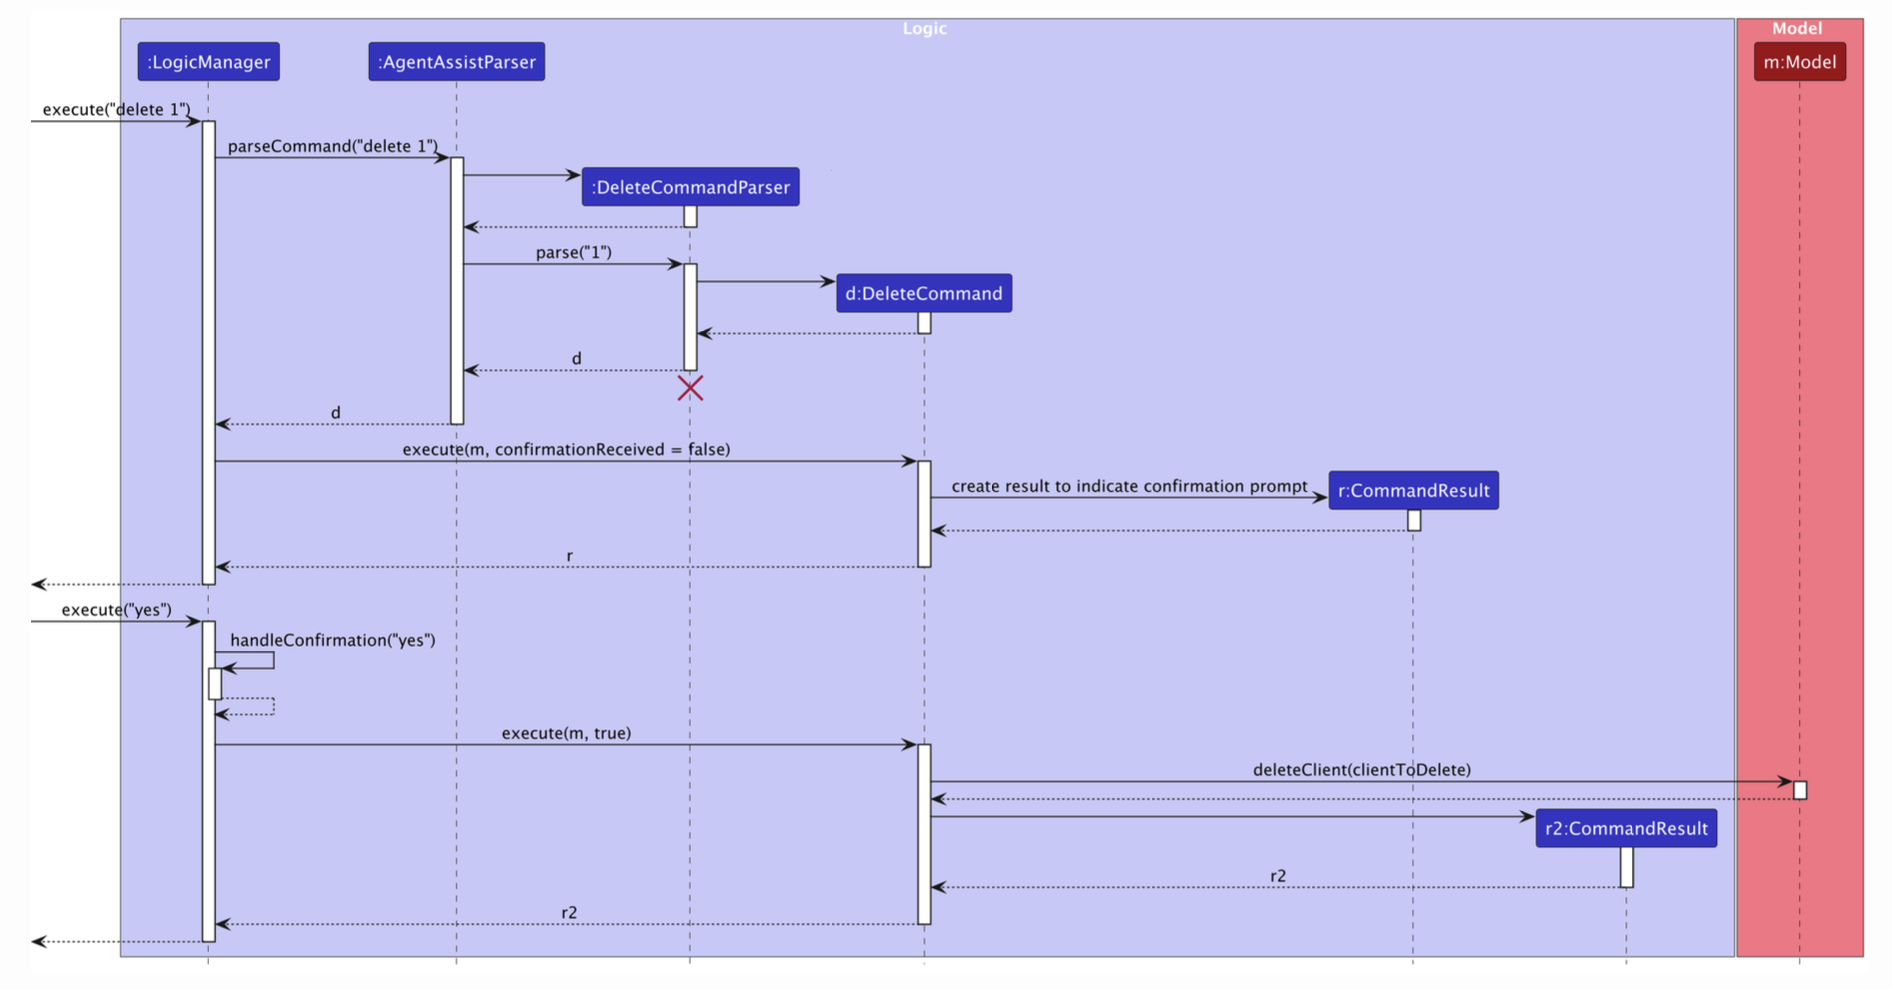 Logic
Model
:LogicManager
:AgentAssistParser
m:Model
execute("delete 1")
parseCommand("delete 1")
:DeleteCommandParser
parse("1")
d:DeleteCommand
d
d
execute(m, confirmationReceived = false)
create result to indicate confirmation prompt
r:CommandResult
r
execute("yes")
handleConfirmation("yes")
execute(m, true)
deleteClient(clientToDelete)
r2:CommandResult
r2
r2